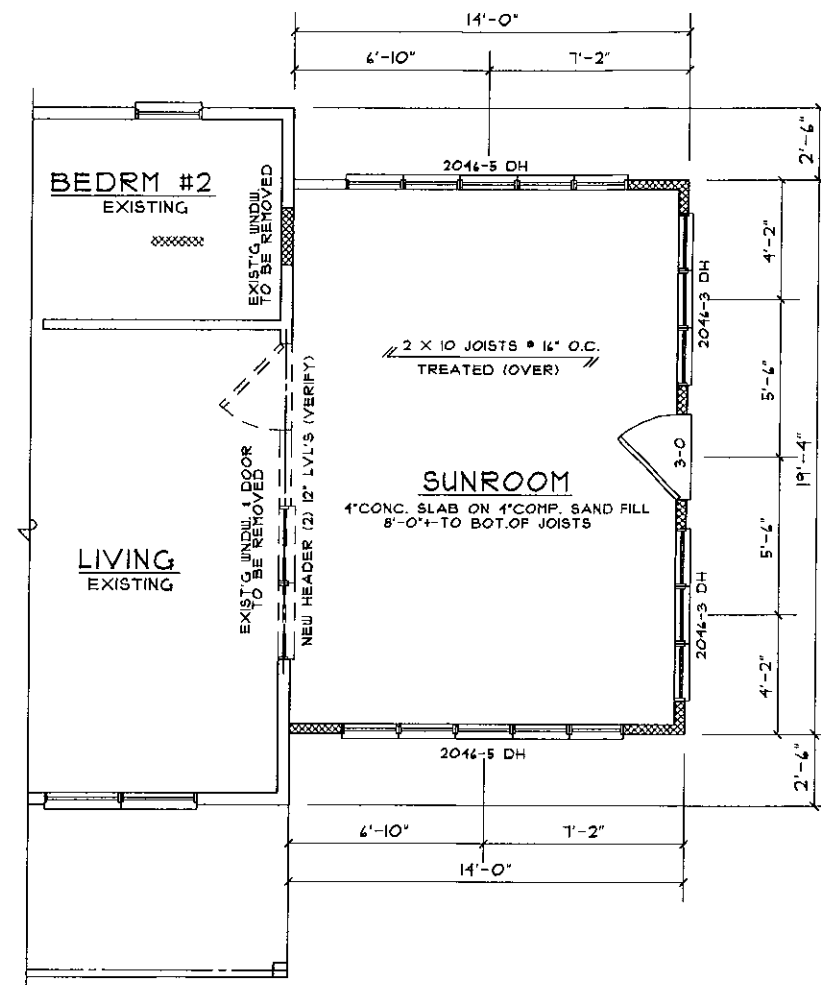 14'-0"
6'-10"
7'-2"
2'-6"
2046-5 DH
BEDRM #2
EXISTING
EXIST'G WNDW.
TO BE REMOVED
4'-2"
2046-3 DH
2 X 10 JOISTS @ 16" O.C.
TREATED (OVER)
5'-6"
NEW HEADER (2) 12" LVL'S (VERIFY)
3-0
19'-4"
SUNROOM
4"CONC. SLAB ON 4"COMP. SAND FILL
8'-0"+- TO BOT.OF JOISTS
EXIST'G WNDW. & DOOR
TO BE REMOVED
LIVING
EXISTING
5'-6"
2046-3 DH
4'-2"
2046-5 DH
2'-6"
6'-10"
7'-2"
14'-0"